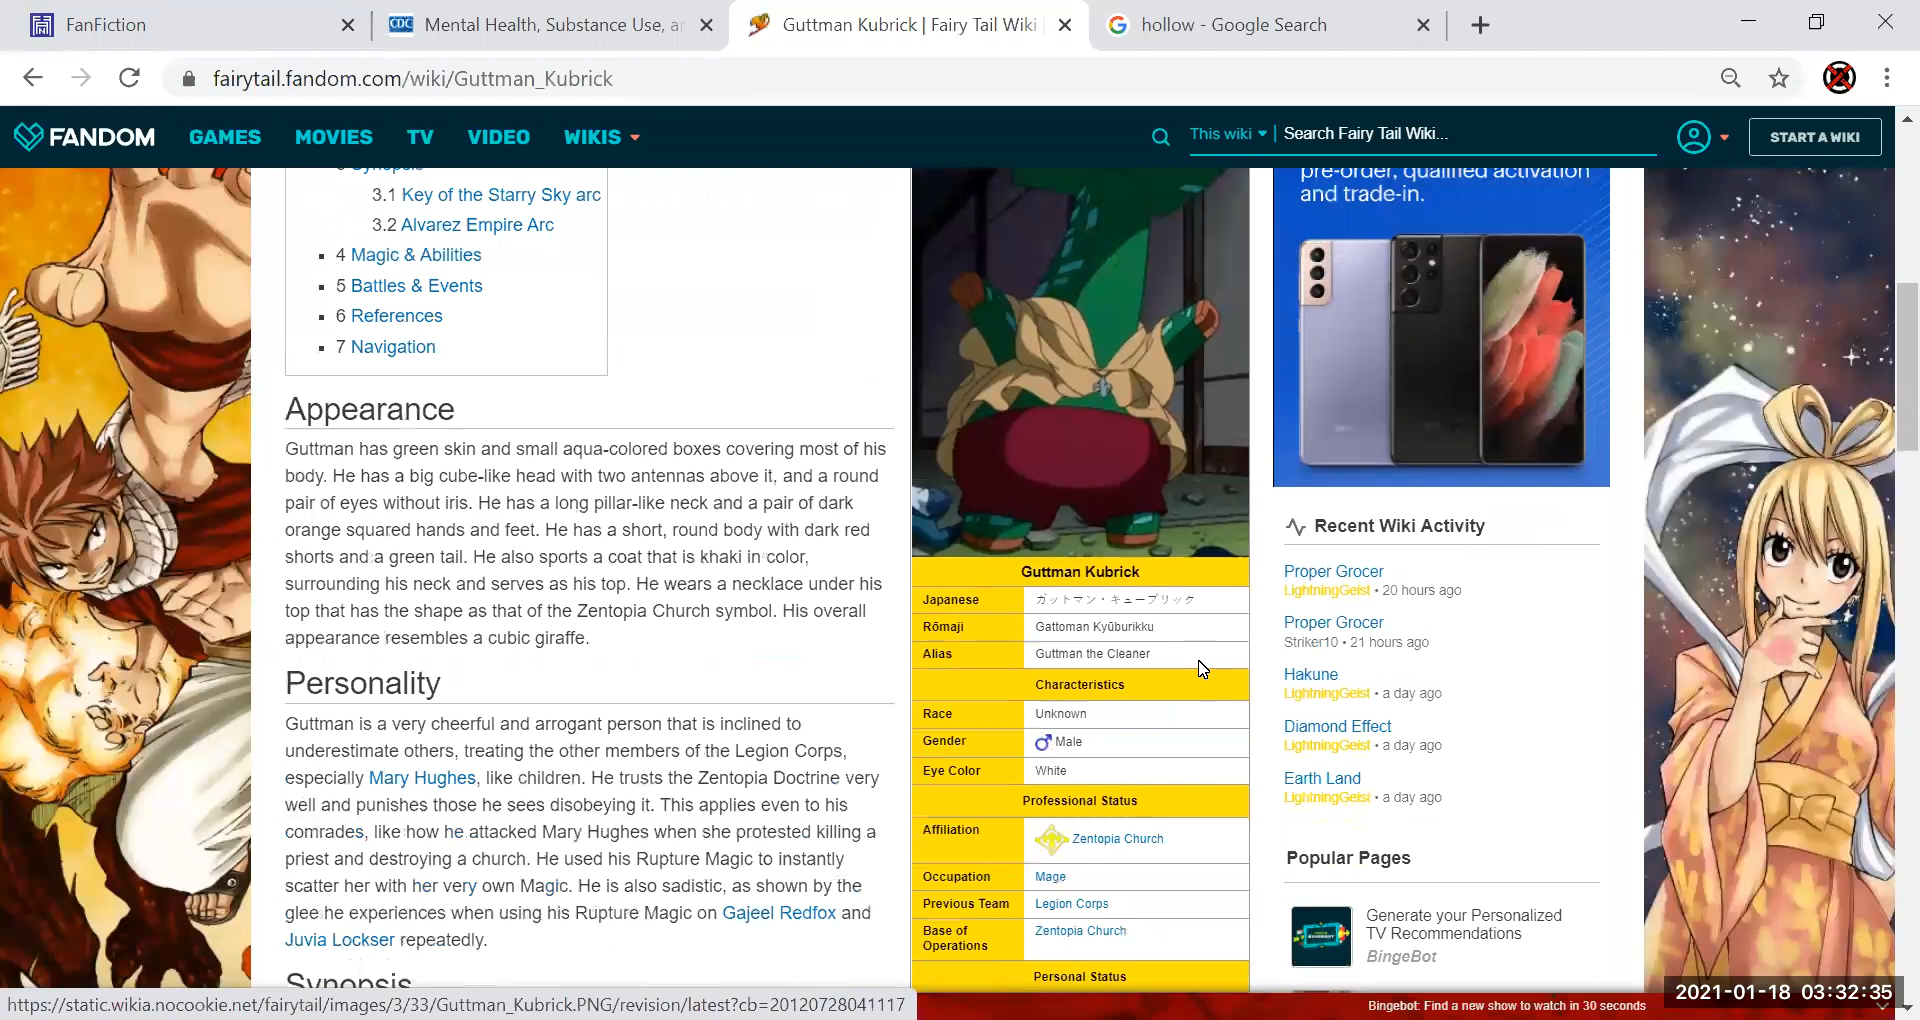 FanFiction
Mental Health, Substance Use, ar
Guttman Kubrick | Fairy Tail Wiki
hollow - Google Search
fairytail.fandom.com/wiki/Guttman_Kubrick
FANDOM
GAMES
MOVIES
TV
VIDEO
WIKIS
This wiki
Search Fairy Tail Wiki...
START A WIKI
3.1 Key of the Starry Sky arc
3.2 Alvarez Empire Arc
4 Magic & Abilities
5 Battles & Events
6 References
7 Navigation
Appearance
Guttman has green skin and small aqua-colored boxes covering most of his
body. He has a big cube-like head with two antennas above it, and a round
pair of eyes without iris. He has a long pillar-like neck and a pair of dark
orange squared hands and feet. He has a short, round body with dark red
shorts and a green tail. He also sports a coat that is khaki in color,
surrounding his neck and serves as his top. He wears a necklace under his
top that has the shape as that of the Zentopia Church symbol. His overall
appearance resembles a cubic giraffe.
Personality
Guttman is a very cheerful and arrogant person that is inclined to
underestimate others, treating the other members of the Legion Corps,
especially Mary Hughes, like children. He trusts the Zentopia Doctrine very
well and punishes those he sees disobeying it. This applies even to his
comrades, like how he attacked Mary Hughes when she protested killing a
priest and destroying a church. He used his Rupture Magic to instantly
scatter her with her very own Magic. He is also sadistic, as shown by the
glee he experiences when using his Rupture Magic on Gajeel Redfox and
Juvia Lockser repeatedly.
Synopsis
Guttman Kubrick
Japanese ガットマン・キューブリック
Rōmaji Gattoman Kyūburikku
Alias Guttman the Cleaner
Characteristics
Race Unknown
Gender Male
Eye Color White
Professional Status
Affiliation Zentopia Church
Occupation Mage
Previous Team Legion Corps
Base of Zentopia Church
Operations
Personal Status
pre-order, qualified activation
and trade-in.
Recent Wiki Activity
Proper Grocer
LightningGeist • 20 hours ago
Proper Grocer
Striker10 • 21 hours ago
Hakune
LightningGeist • a day ago
Diamond Effect
LightningGeist • a day ago
Earth Land
LightningGeist • a day ago
Popular Pages
Generate your Personalized
TV Recommendations
BingeBot
https://static.wikia.nocookie.net/fairytail/images/3/33/Guttman_Kubrick.PNG/revision/latest?cb=20120728041117
Bingebot: Find a new show to watch in 30 seconds
2021-01-18 03:32:35